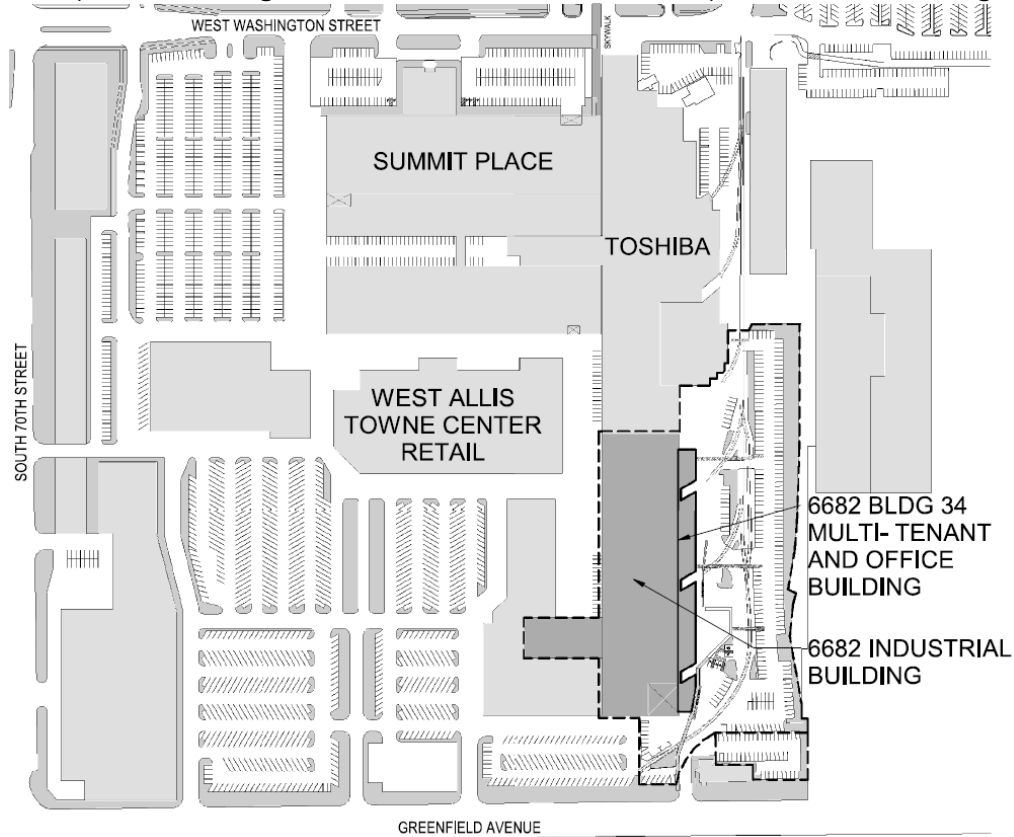 WEST WASHINGTON STREET
SKYWALK
SUMMIT PLACE
TOSHIBA
SOUTH 70TH STREET
WEST ALLIS
TOWNE CENTER
RETAIL
6682 BLDG 34
MULTI- TENANT
AND OFFICE
BUILDING
6682 INDUSTRIAL
BUILDING
GREENFIELD AVENUE